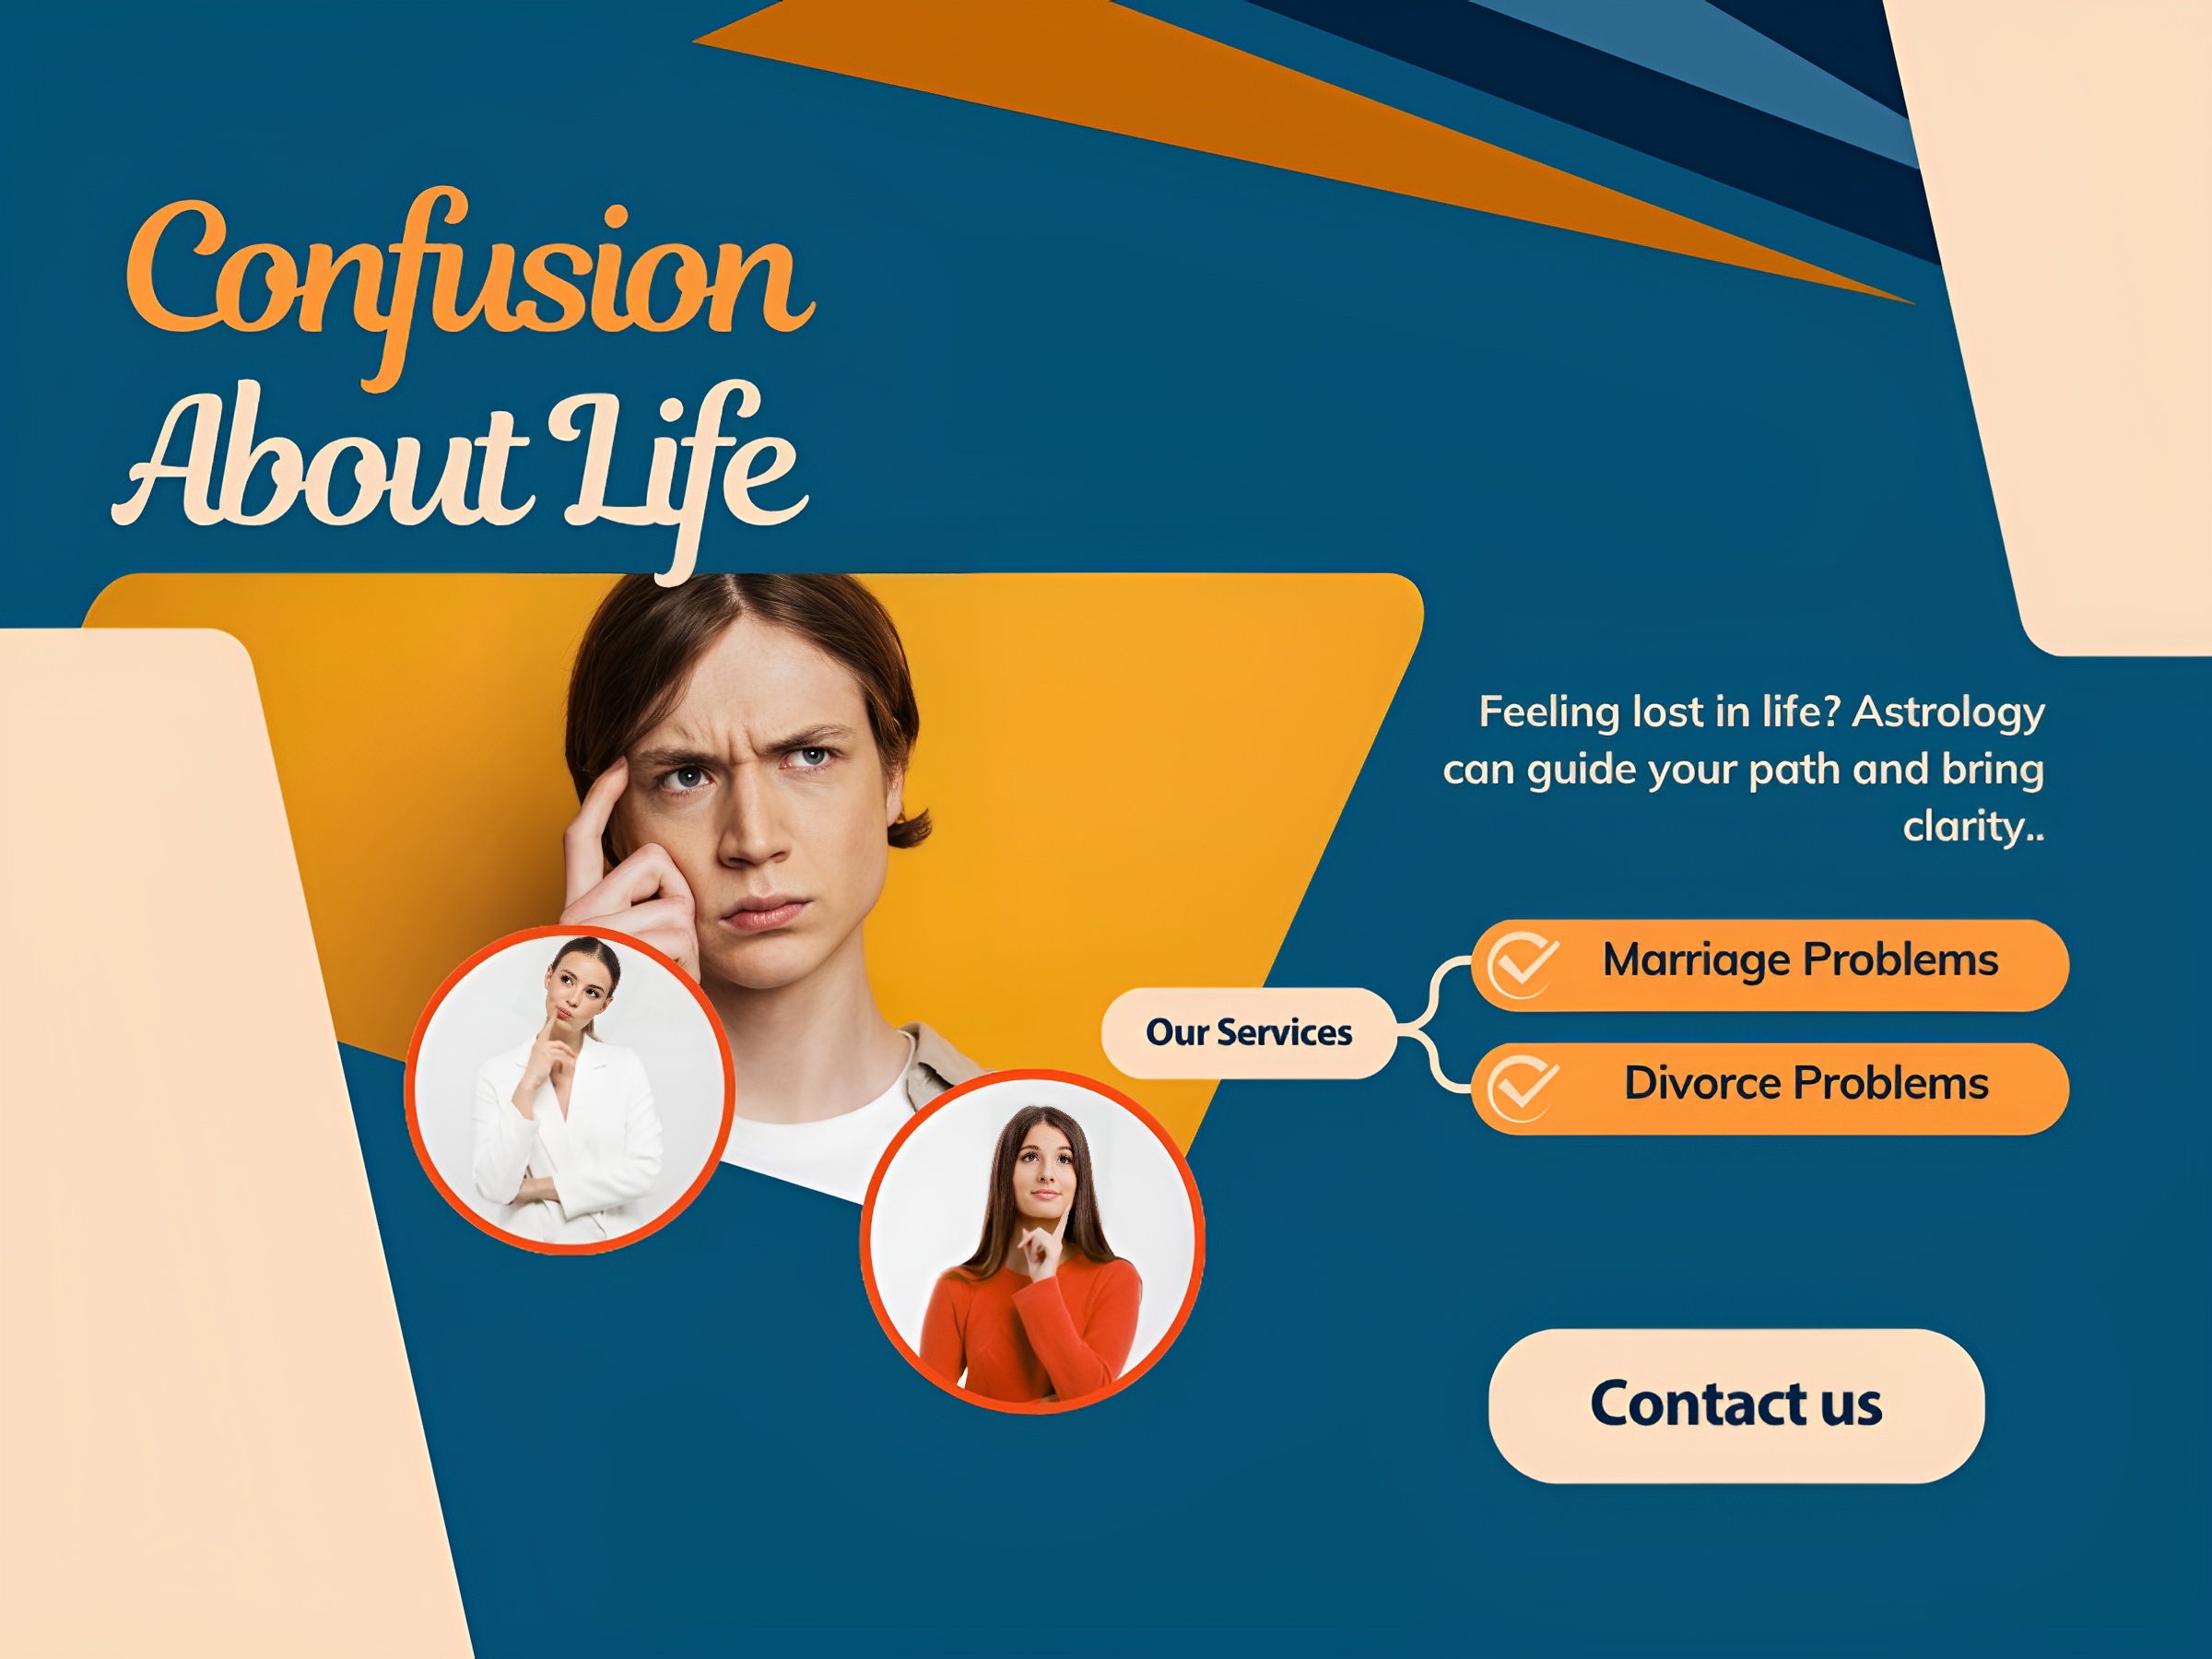 Confusion
About Life
Feeling lost in life? Astrology
can guide your path and bring
clarity..
Our Services
Marriage Problems
Divorce Problems
Contact us